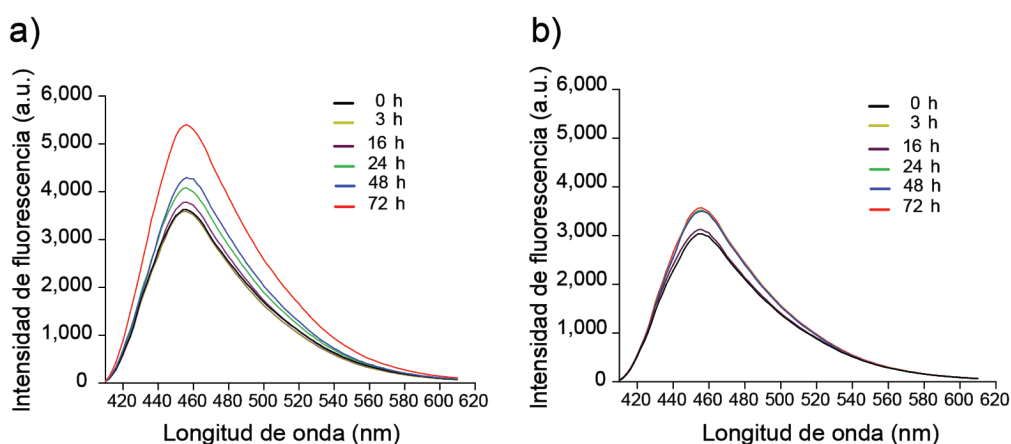 a)
Intensidad de fluorescencia (a.u.)
6,000
5,000
4,000
3,000
2,000
1,000
0
0 h
3 h
16 h
24 h
48 h
72 h
420 440 460 480 500 520 540 560 580 600 620
Longitud de onda (nm)
b)
Intensidad de fluorescencia (a.u.)
6,000
5,000
4,000
3,000
2,000
1,000
0
0 h
3 h
16 h
24 h
48 h
72 h
420 440 460 480 500 520 540 560 580 600 620
Longitud de onda (nm)